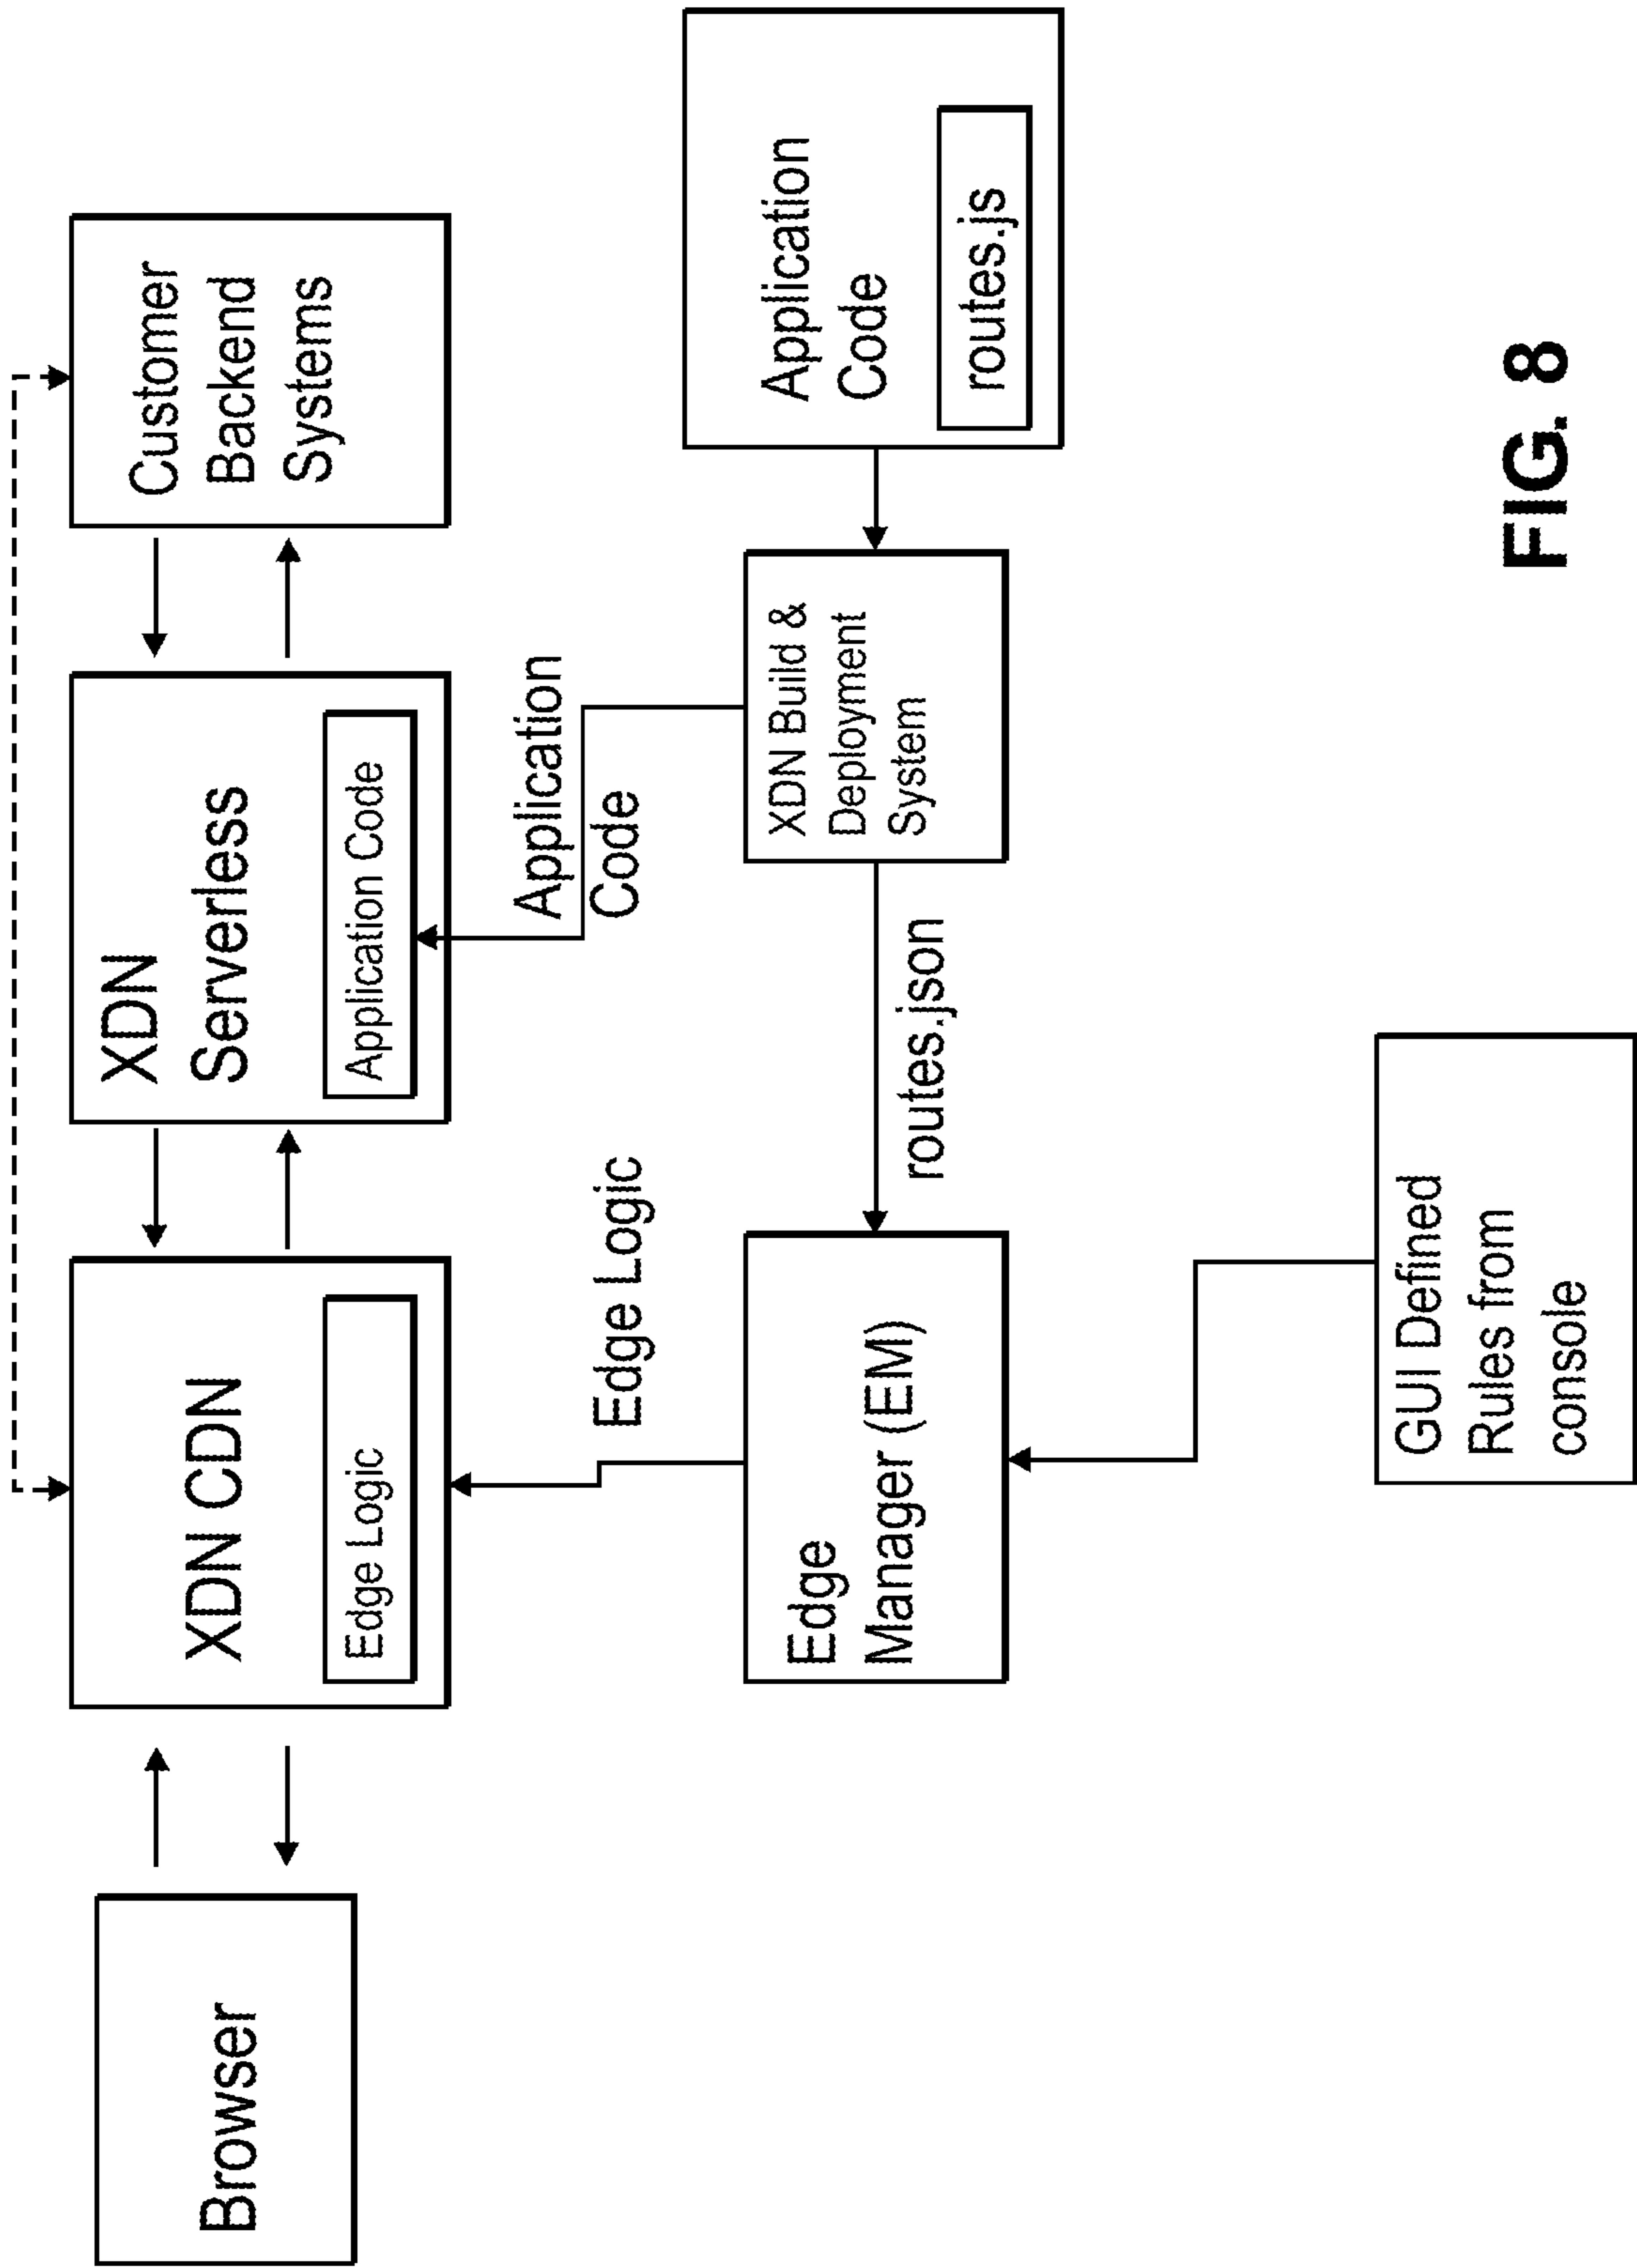 Browser
XDN CDN
Edge Logic
XDN
Serverless
Application Code
Customer
Backend
Systems
Edge Logic
Application
Code
Edge
Manager (EM)
routes.json
XDN Build &
Deployment
System
Application
Code
routes.js
GUI Defined
Rules from
console
FIG. 8